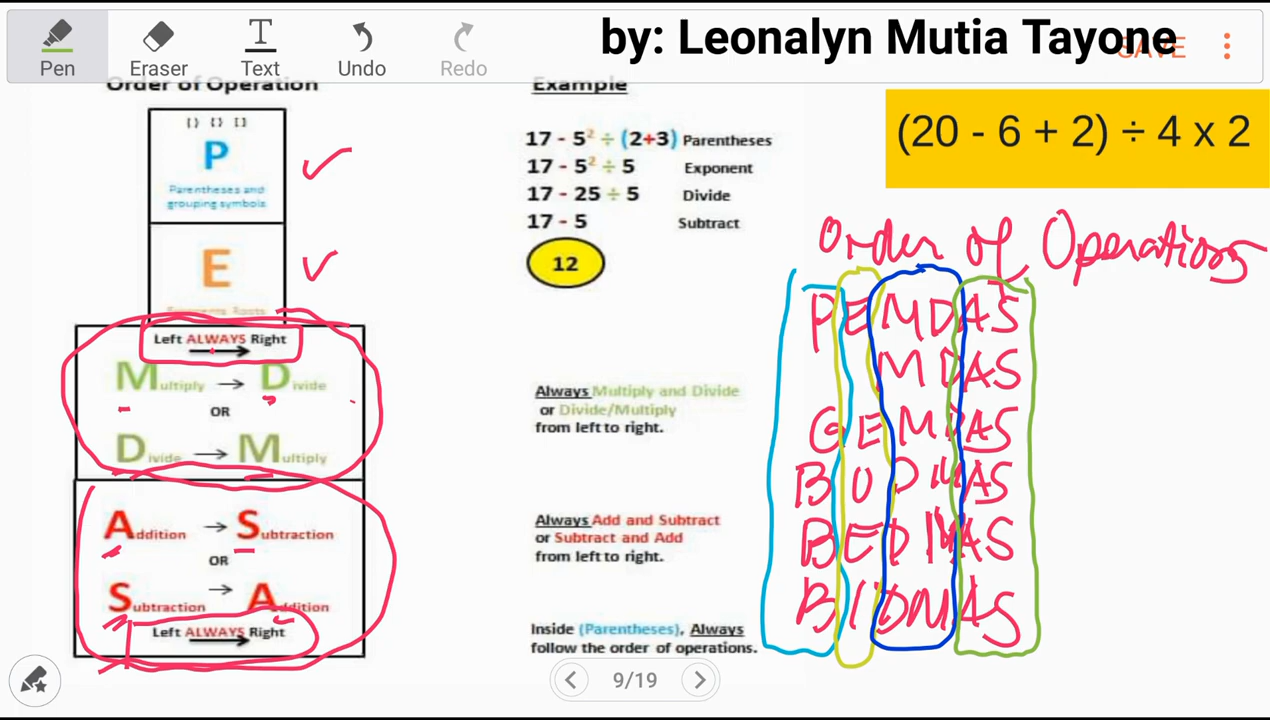 by: Leonalyn Mutia Tayone
SAVE
Pen
Eraser
Text
Undo
Redo
Order of Operation
{ } ( ) [ ]
P
Parentheses and
grouping symbols
E
Exponents Roots
Left ALWAYS Right
Multiply → Divide
OR
Divide → Multiply
Addition → Subtraction
OR
Subtraction → Addition
Left ALWAYS Right
Example
17 - 5² ÷ (2+3) Parentheses
17 - 5² ÷ 5 Exponent
17 - 25 ÷ 5 Divide
17 - 5 Subtract
12
Always Multiply and Divide
or Divide/Multiply
from left to right.
Always Add and Subtract
or Subtract and Add
from left to right.
Inside (Parentheses), Always
follow the order of operations.
9/19
(20 - 6 + 2) ÷ 4 x 2
Order of Operations
PEMDAS
MDAS
GEMDAS
BODMAS
BEDMAS
BIDMAS